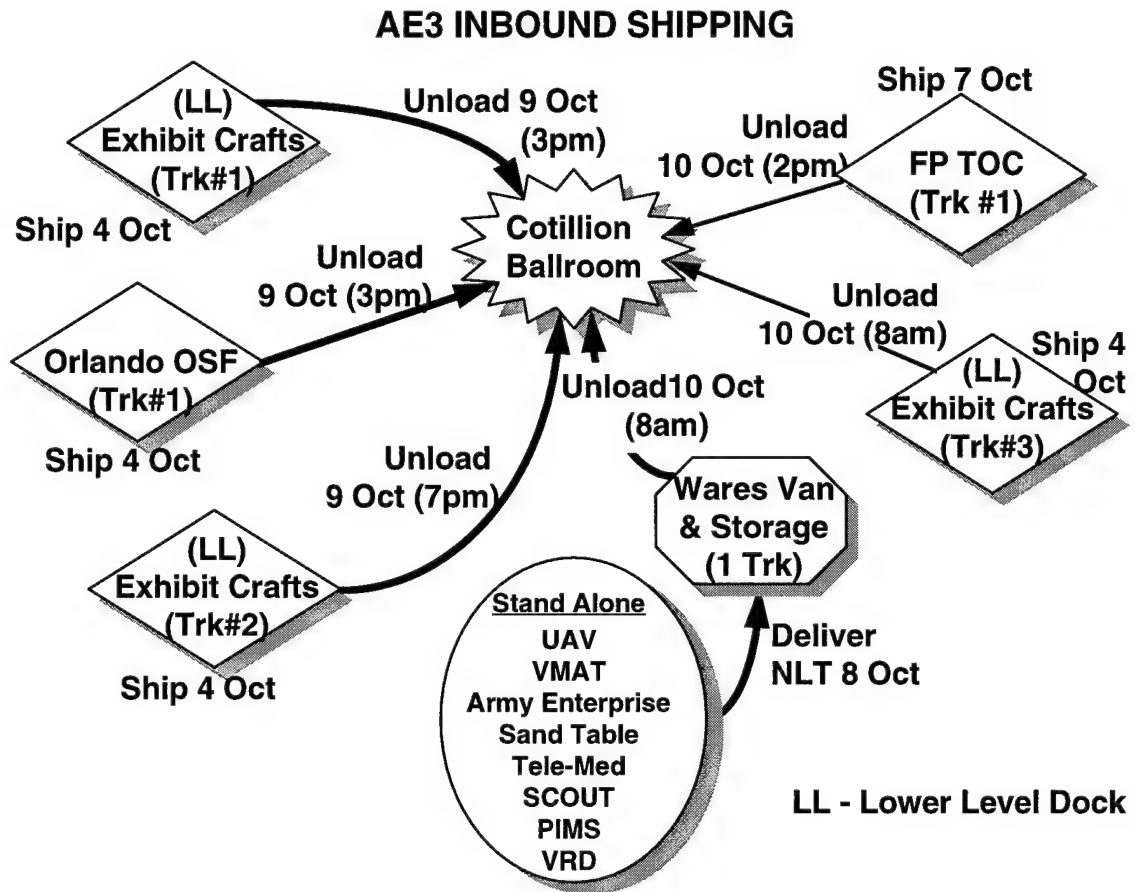 AE3 INBOUND SHIPPING
(LL)
Exhibit Crafts
(Trk#1)
Ship 4 Oct
Unload 9 Oct
(3pm)
Ship 7 Oct
Unload
10 Oct (2pm)
FP TOC
(Trk #1)
Cotillion
Ballroom
Unload
9 Oct (3pm)
Orlando OSF
(Trk#1)
Ship 4 Oct
Unload
10 Oct (8am)
Ship 4
Oct
(LL)
Exhibit Crafts
(Trk#3)
Unload10 Oct
(8am)
Unload
9 Oct (7pm)
(LL)
Exhibit Crafts
(Trk#2)
Ship 4 Oct
Wares Van
& Storage
(1 Trk)
Stand Alone
UAV
VMAT
Army Enterprise
Sand Table
Tele-Med
SCOUT
PIMS
VRD
Deliver
NLT 8 Oct
LL - Lower Level Dock